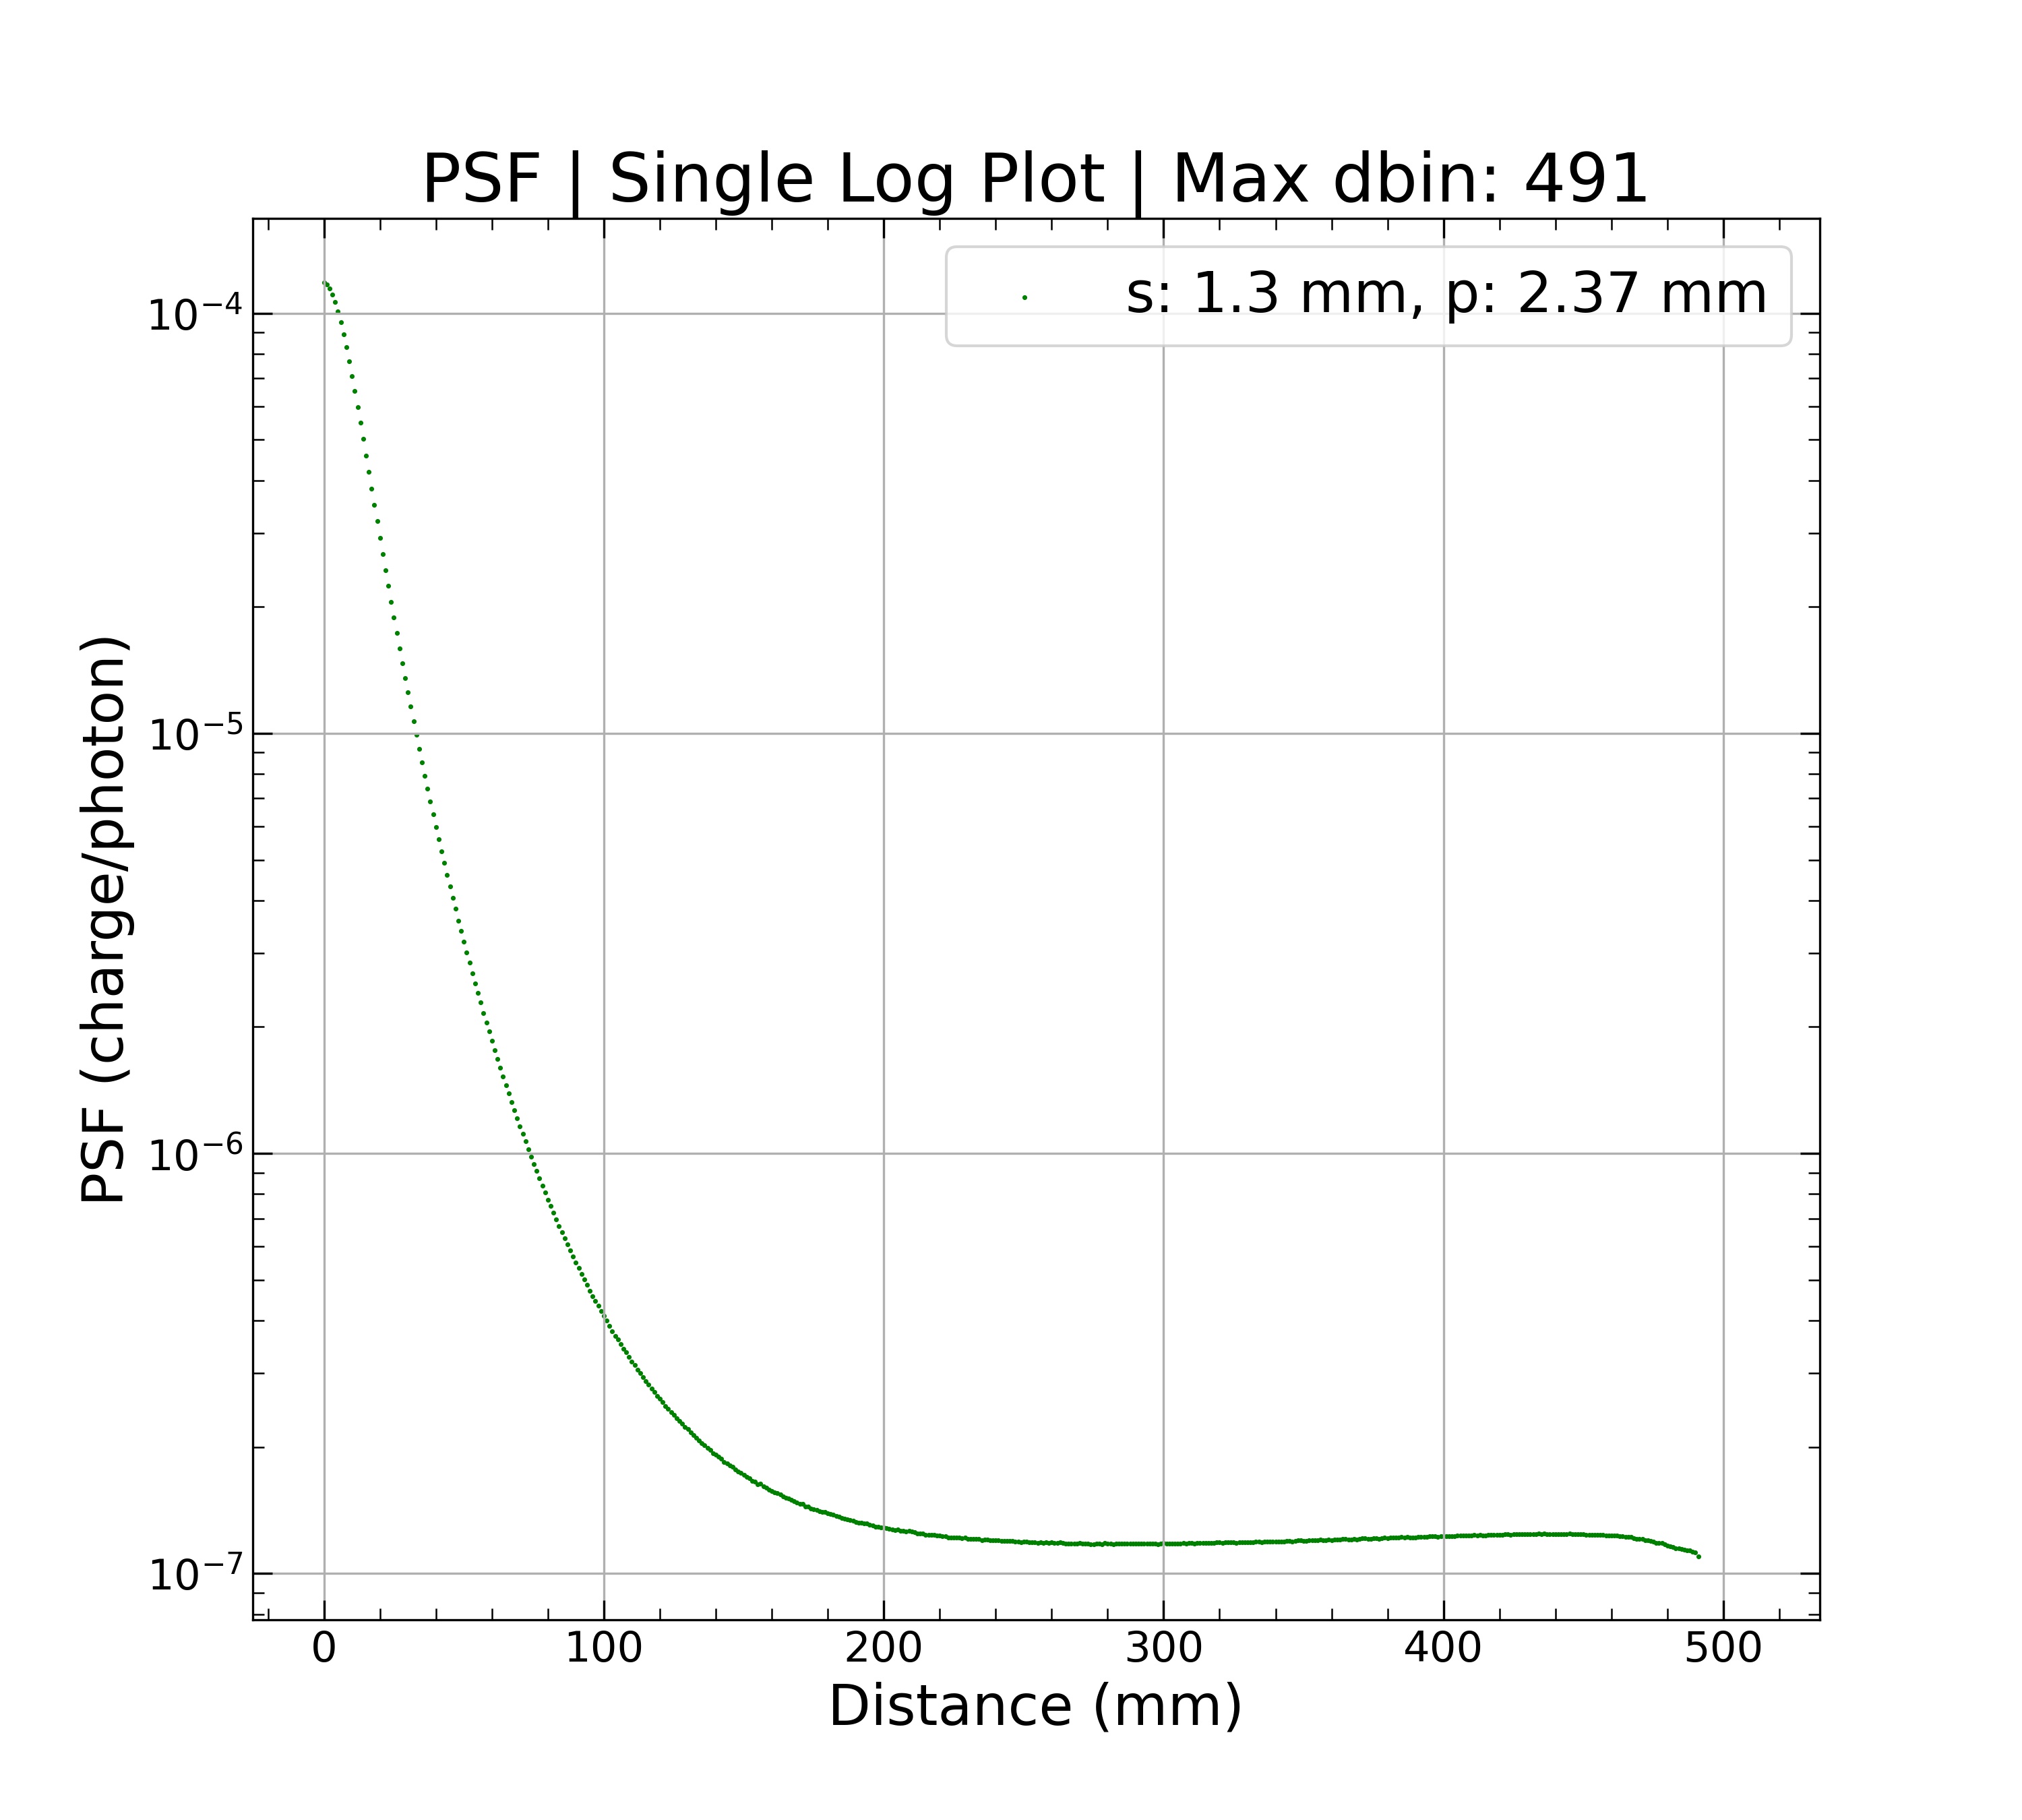 PSF | Single Log Plot | Max dbin: 491
s: 1.3 mm, p: 2.37 mm
PSF (charge/photon)
10⁻⁴
10⁻⁵
10⁻⁶
10⁻⁷
0 100 200 300 400 500
Distance (mm)